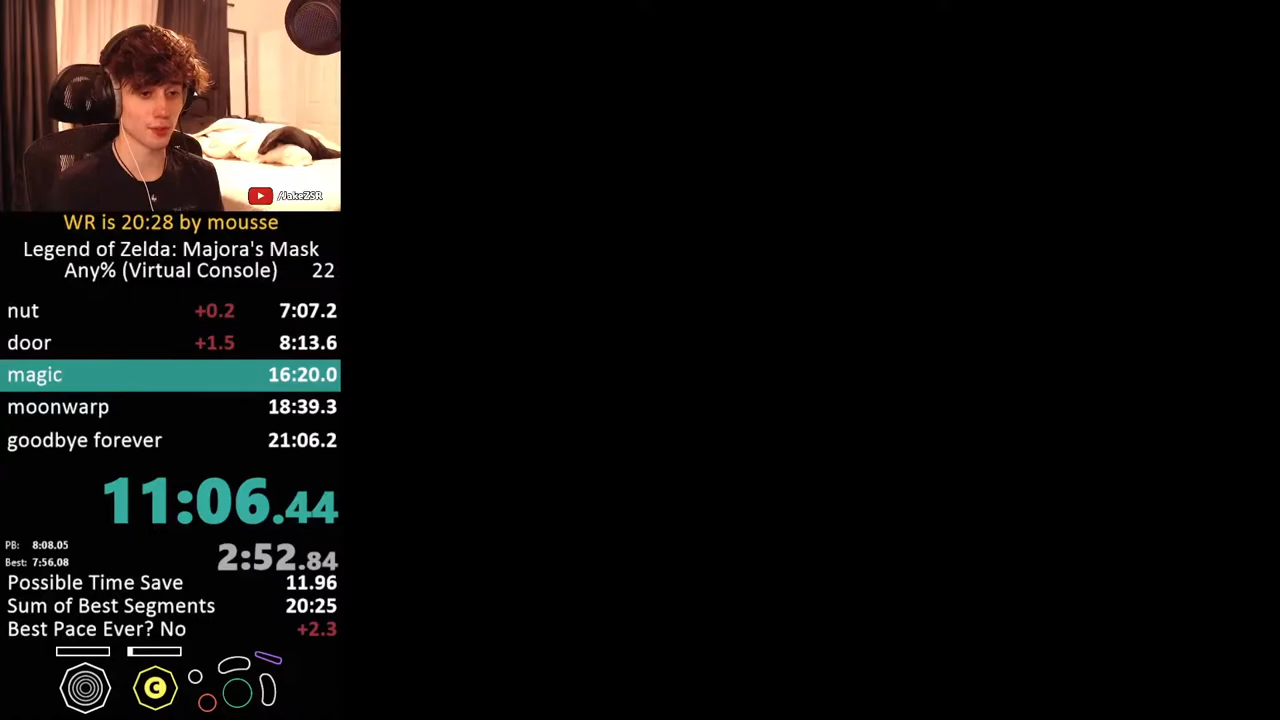 /JakeZSR
WR is 20:28 by mousse
Legend of Zelda: Majora's Mask
Any% (Virtual Console) 22
nut +0.2 7:07.2
door +1.5 8:13.6
magic 16:20.0
moonwarp 18:39.3
goodbye forever 21:06.2
11:06.44
PB: 8:08.05
Best: 7:56.08
2:52.84
Possible Time Save 11.96
Sum of Best Segments 20:25
Best Pace Ever? No +2.3
C